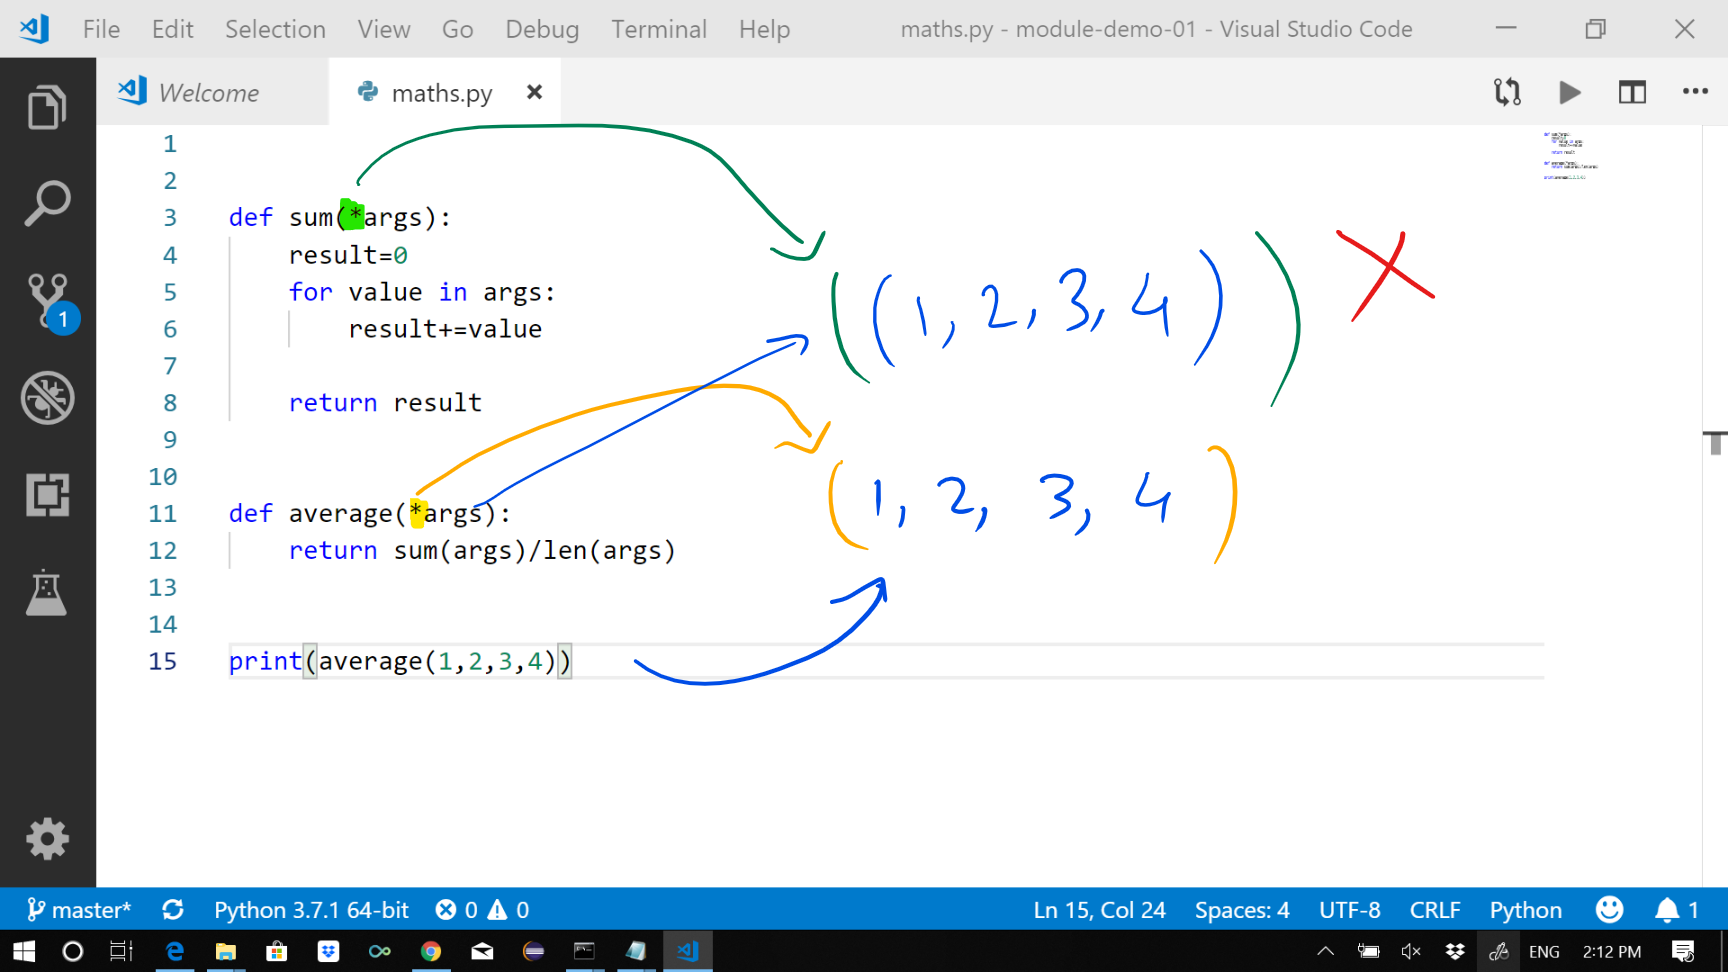 File Edit Selection View Go Debug Terminal Help maths.py - module-demo-01 - Visual Studio Code
Welcome maths.py
1
2
3 def sum(*args):
4 result=0
5 for value in args:
6 result+=value
7
8 return result
9
10
11 def average(*args):
12 return sum(args)/len(args)
13
14
15 print(average(1,2,3,4))
((1, 2, 3, 4))
(1, 2, 3, 4)
1
master* Python 3.7.1 64-bit 0 0 Ln 15, Col 24 Spaces: 4 UTF-8 CRLF Python 1
ENG 2:12 PM